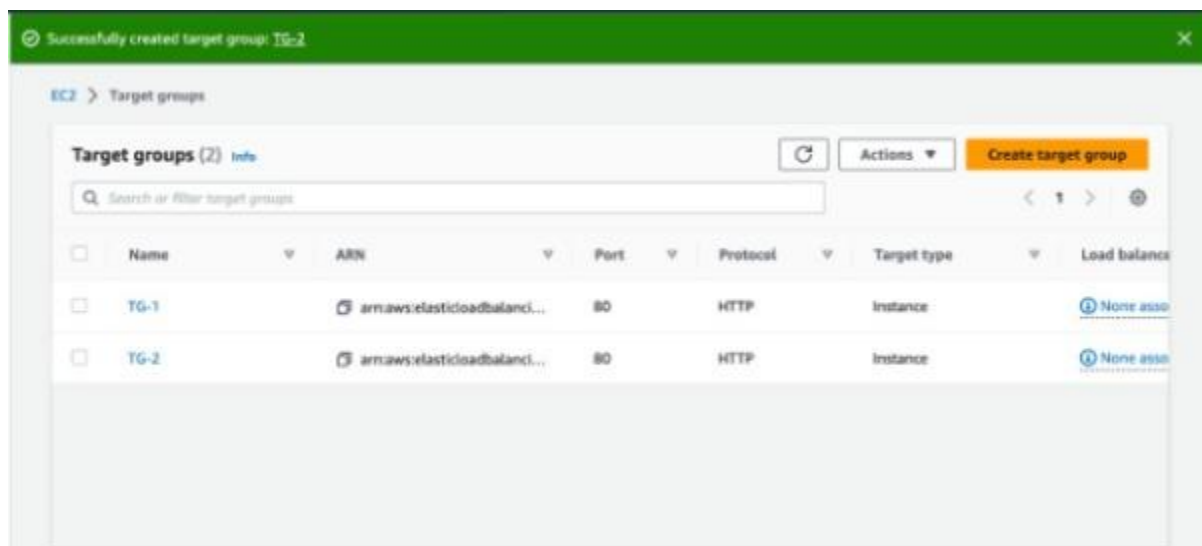 Successfully created target group: TG-2
EC2 > Target groups
Target groups (2) Info
Actions
Create target group
Search or filter target groups
1
Name ARN Port Protocol Target type Load balance
TG-1 arn:aws:elasticloadbalanci... 80 HTTP Instance None asso
TG-2 arn:aws:elasticloadbalanci... 80 HTTP Instance None asso